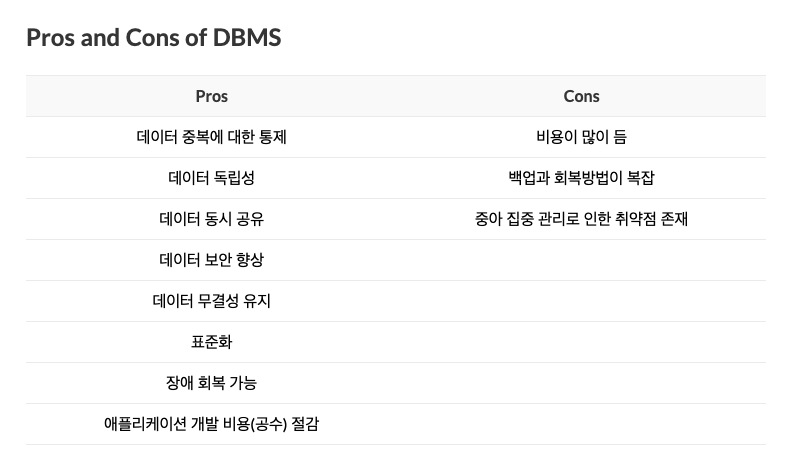 Pros and Cons of DBMS
Pros Cons
데이터 중복에 대한 통제 비용이 많이 듬
데이터 독립성 백업과 회복방법이 복잡
데이터 동시 공유 중아 집중 관리로 인한 취약점 존재
데이터 보안 향상
데이터 무결성 유지
표준화
장애 회복 가능
애플리케이션 개발 비용(공수) 절감